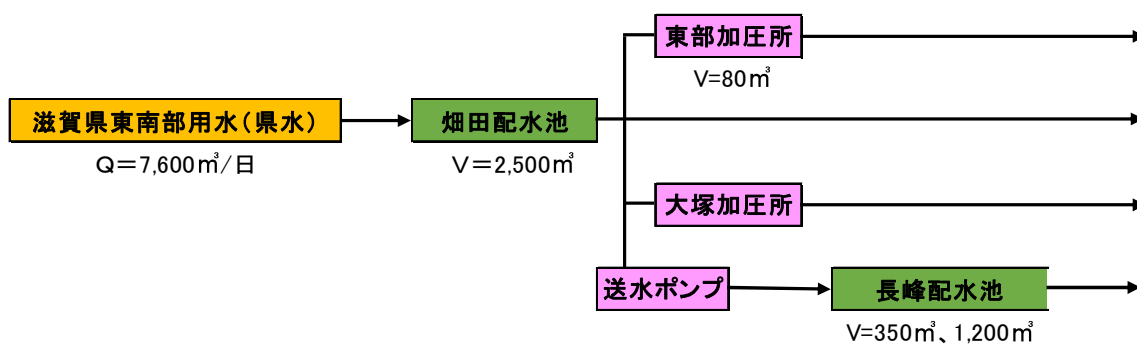 東部加圧所
V=80㎥
滋賀県東南部用水(県水)
Q=7,600㎥/日
畑田配水池
V=2,500㎥
大塚加圧所
送水ポンプ
長峰配水池
V=350㎥、1,200㎥